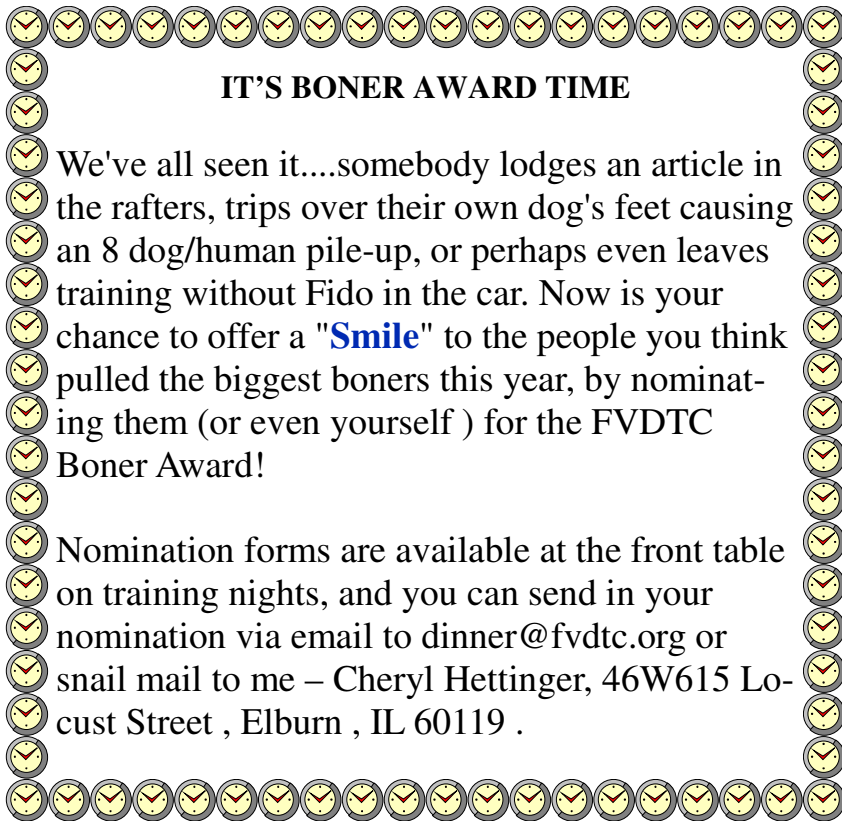 IT’S BONER AWARD TIME
We've all seen it....somebody lodges an article in
the rafters, trips over their own dog's feet causing
an 8 dog/human pile-up, or perhaps even leaves
training without Fido in the car. Now is your
chance to offer a "Smile" to the people you think
pulled the biggest boners this year, by nominat-
ing them (or even yourself ) for the FVDTC
Boner Award!
Nomination forms are available at the front table
on training nights, and you can send in your
nomination via email to dinner@fvdtc.org or
snail mail to me – Cheryl Hettinger, 46W615 Lo-
cust Street , Elburn , IL 60119 .